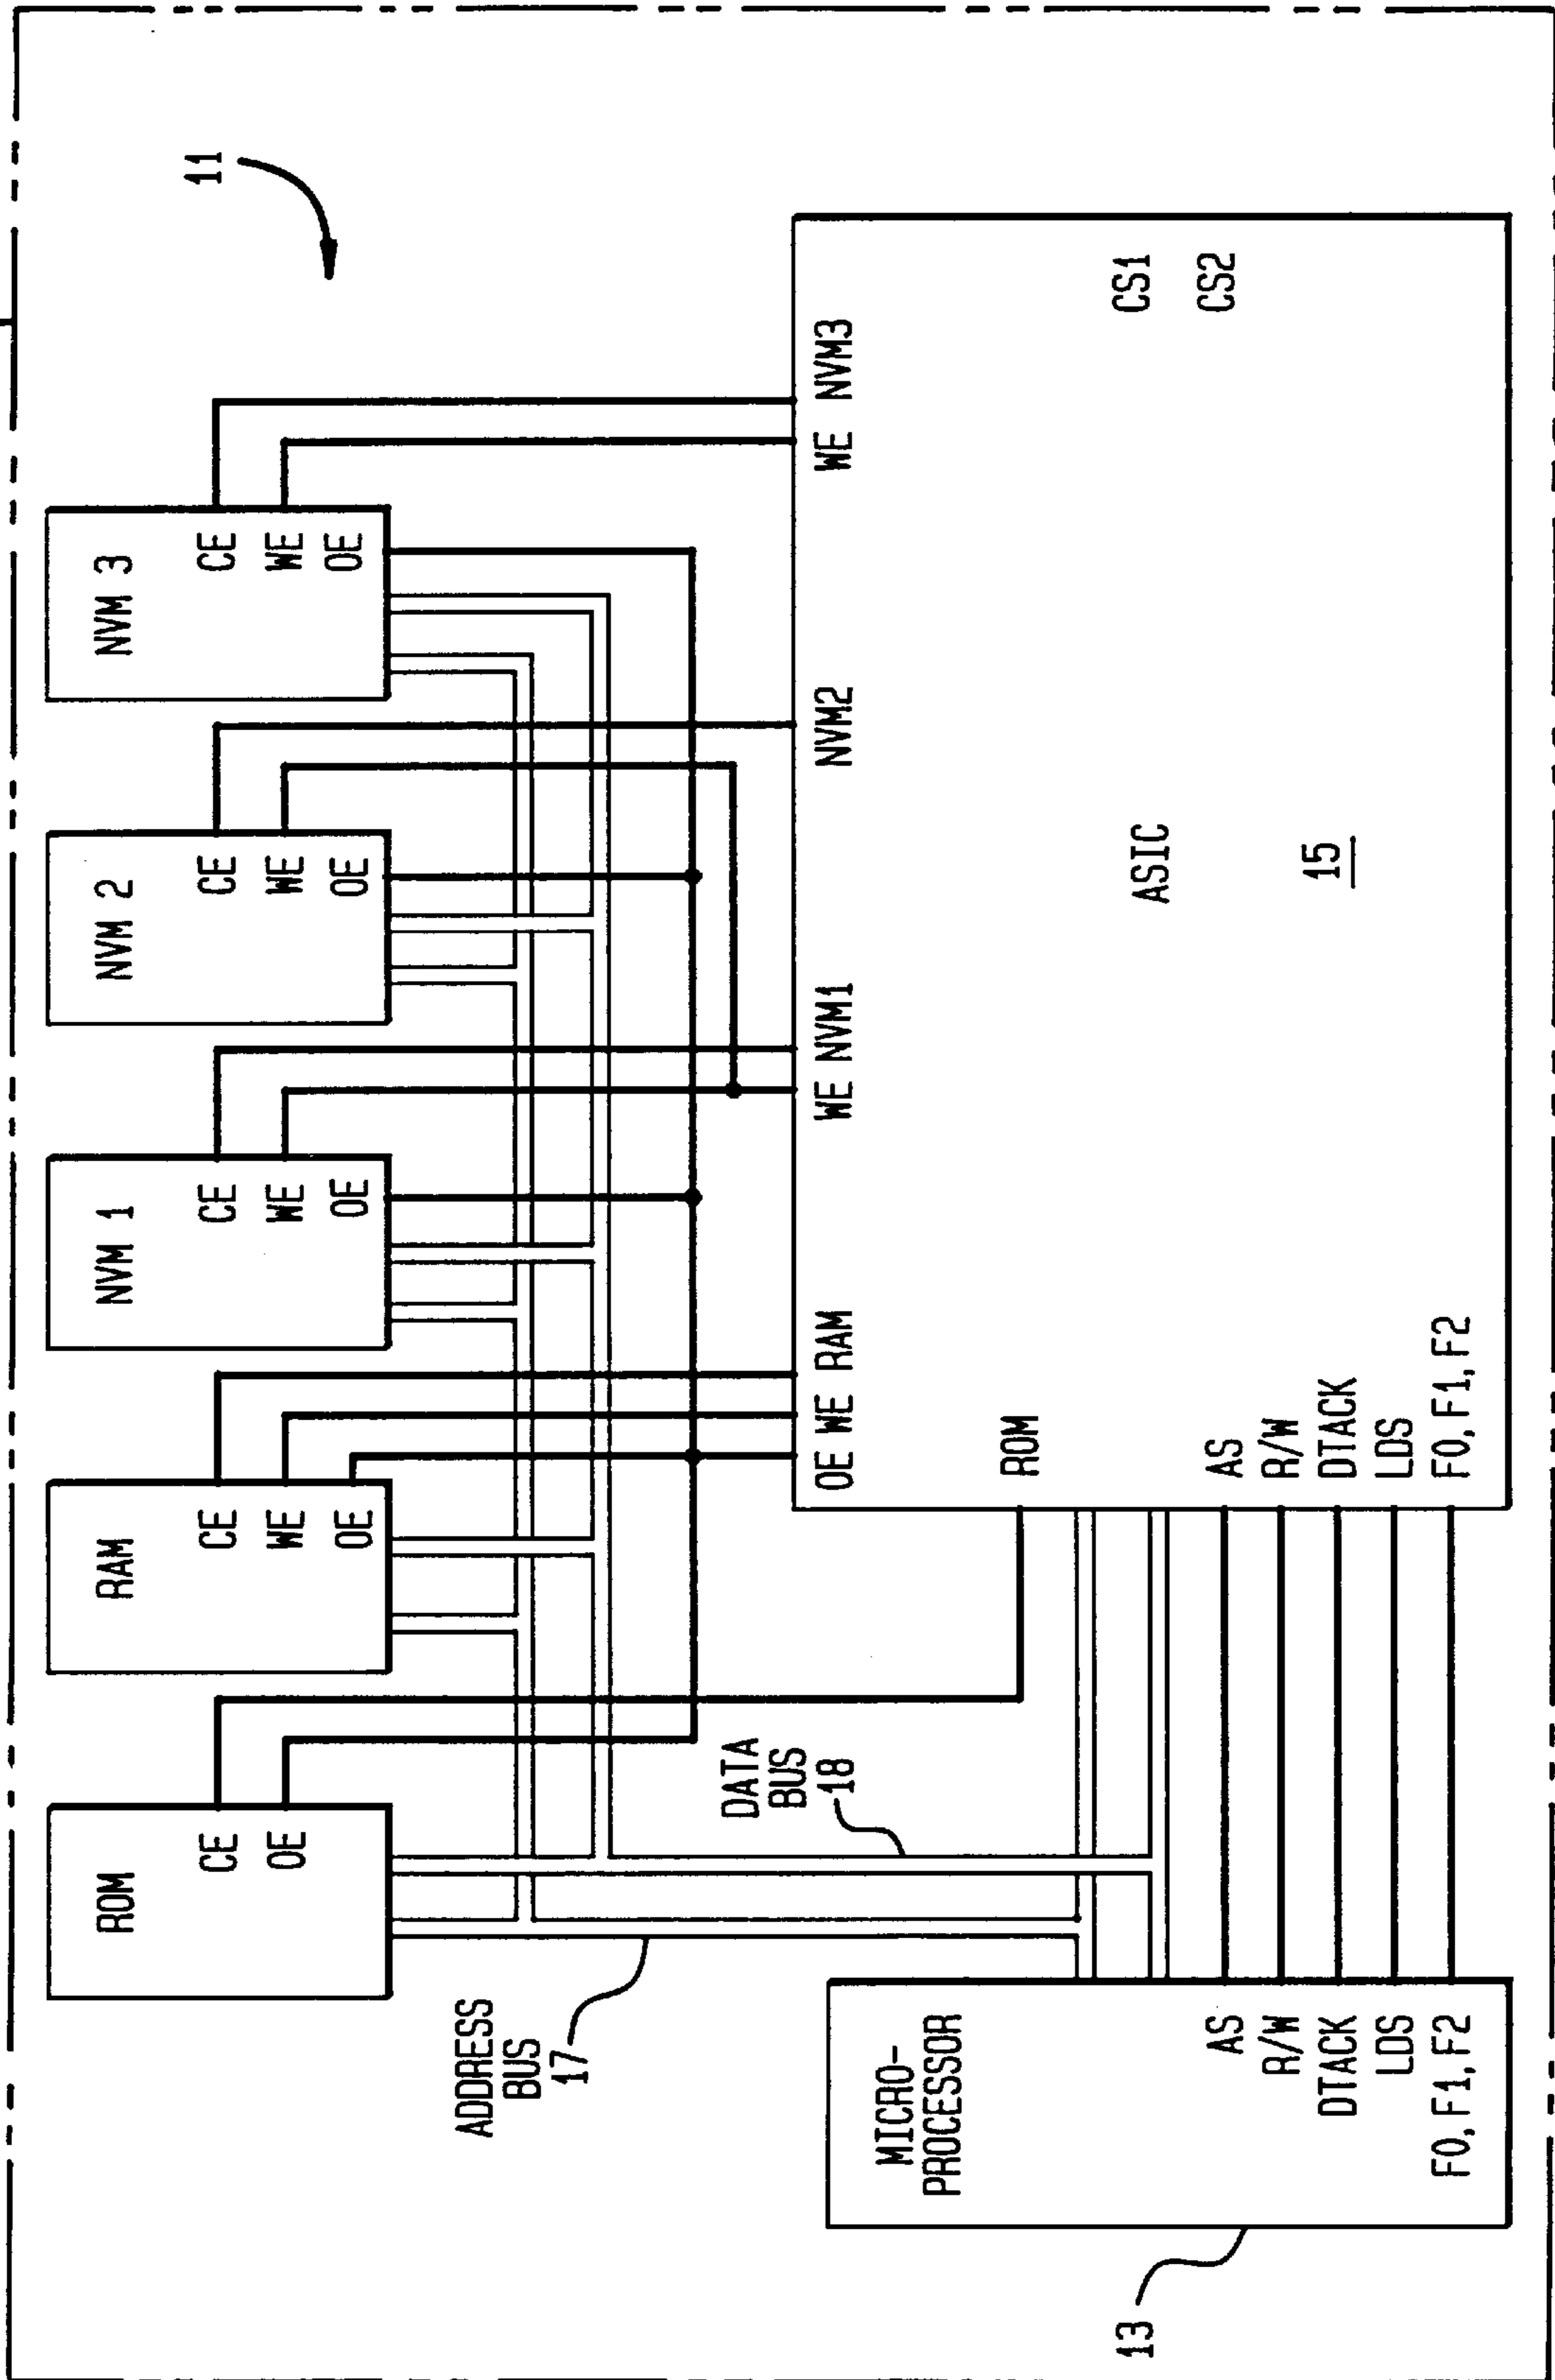 11
ROM
CE
OE
RAM
CE
WE
OE
NVM 1
CE
WE
OE
NVM 2
CE
WE
OE
NVM 3
CE
WE
OE
ADDRESS
BUS
17
DATA
BUS
18
MICRO-
PROCESSOR
AS
R/W
DTACK
LDS
F0, F1, F2
13
OE WE RAM
WE NVM1
NVM2
WE NVM3
ROM
AS
R/W
DTACK
LDS
F0, F1, F2
ASIC
15
CS1
CS2